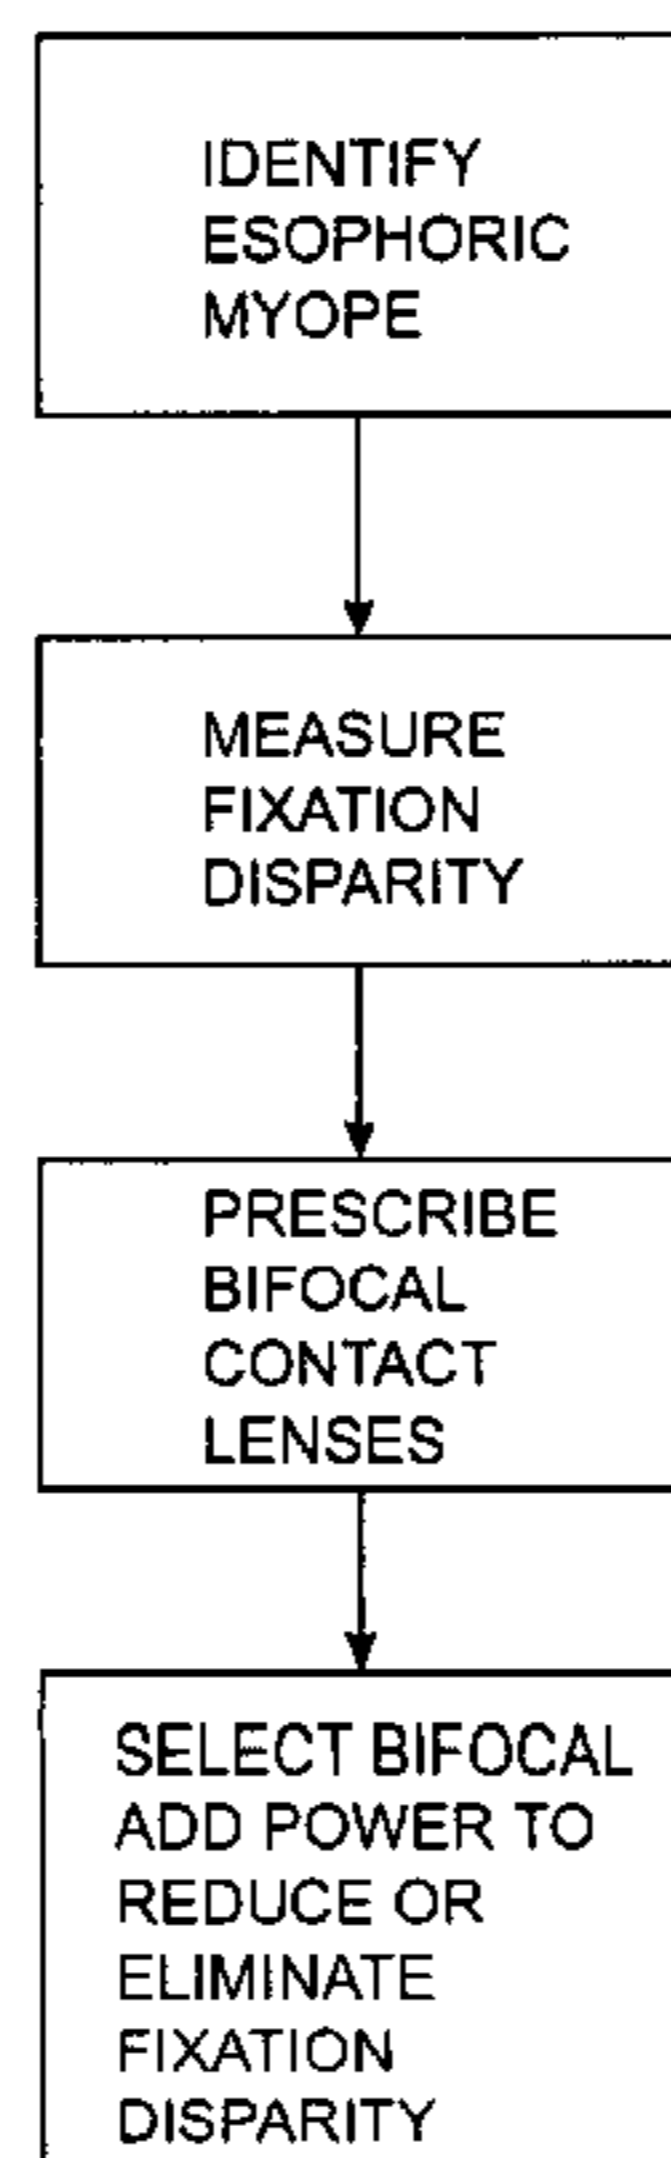 IDENTIFY
ESOPHORIC
MYOPE
MEASURE
FIXATION
DISPARITY
PRESCRIBE
BIFOCAL
CONTACT
LENSES
SELECT BIFOCAL
ADD POWER TO
REDUCE OR
ELIMINATE
FIXATION
DISPARITY